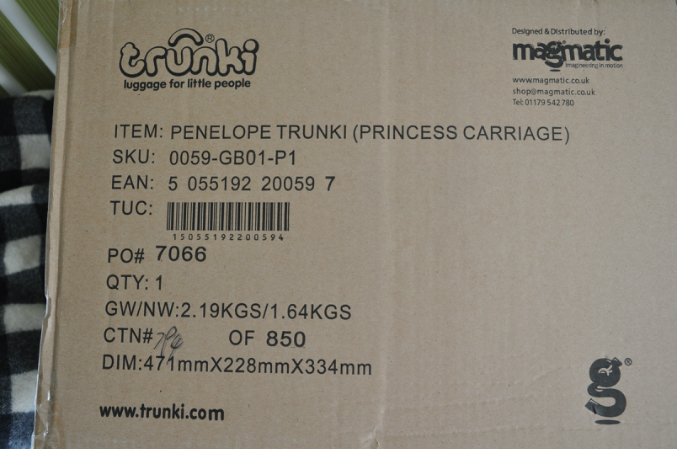 trunki®
luggage for little people
Designed & Distributed by:
magmatic
imagineering in motion
www.magmatic.co.uk
shop@magmatic.co.uk
Tel: 01179 542 780
ITEM: PENELOPE TRUNKI (PRINCESS CARRIAGE)
SKU: 0059-GB01-P1
EAN: 5 055192 20059 7
TUC:
15055192200594
PO# 7066
QTY: 1
GW/NW:2.19KGS/1.64KGS
CTN# OF 850
DIM:471mmX228mmX334mm
www.trunki.com
g®